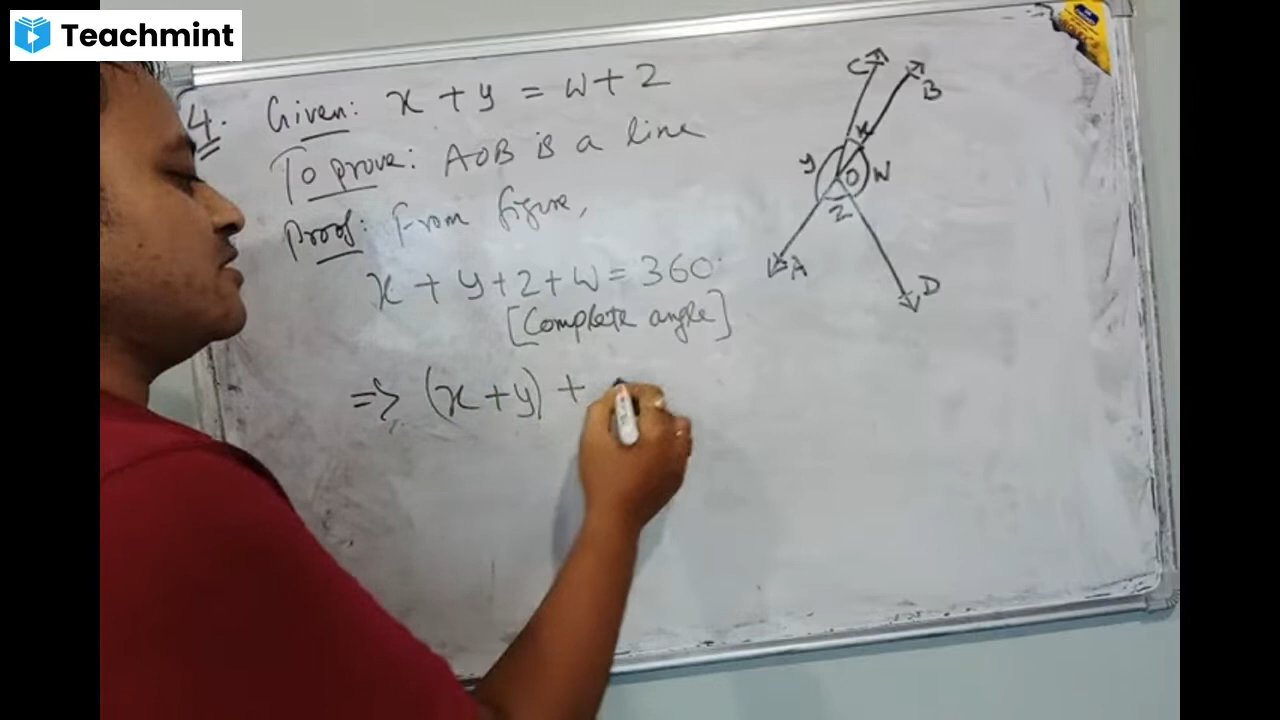 Teachmint
4. Given: x + y = w + z
To prove: AOB is a line
Proof: From figure,
x + y + z + w = 360°
[Complete angle]
=> (x + y) +
C
B
x
y
O
W
z
A
D